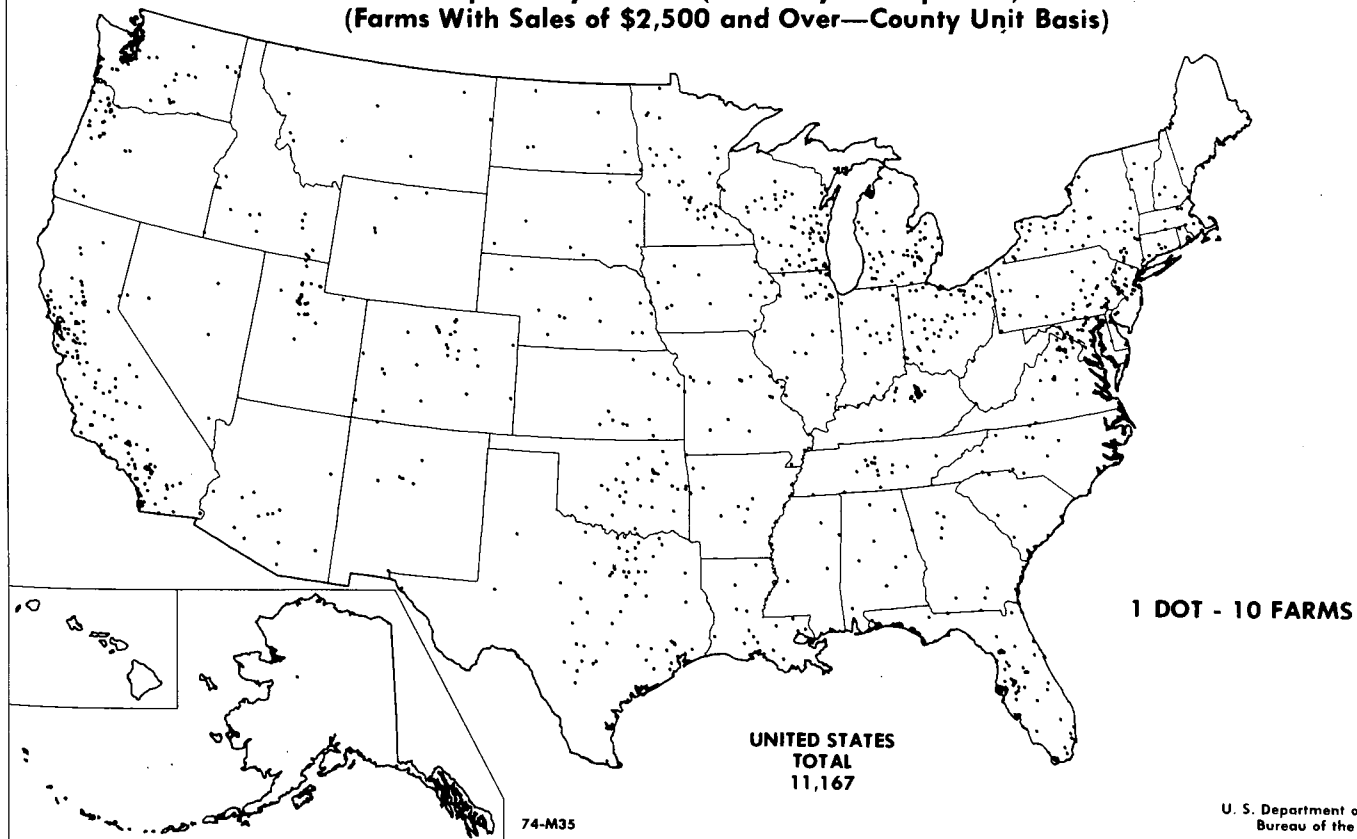 (Farms With Sales of $2,500 and Over—County Unit Basis)
1 DOT - 10 FARMS
UNITED STATES
TOTAL
11,167
74-M35
U. S. Department o
Bureau of the